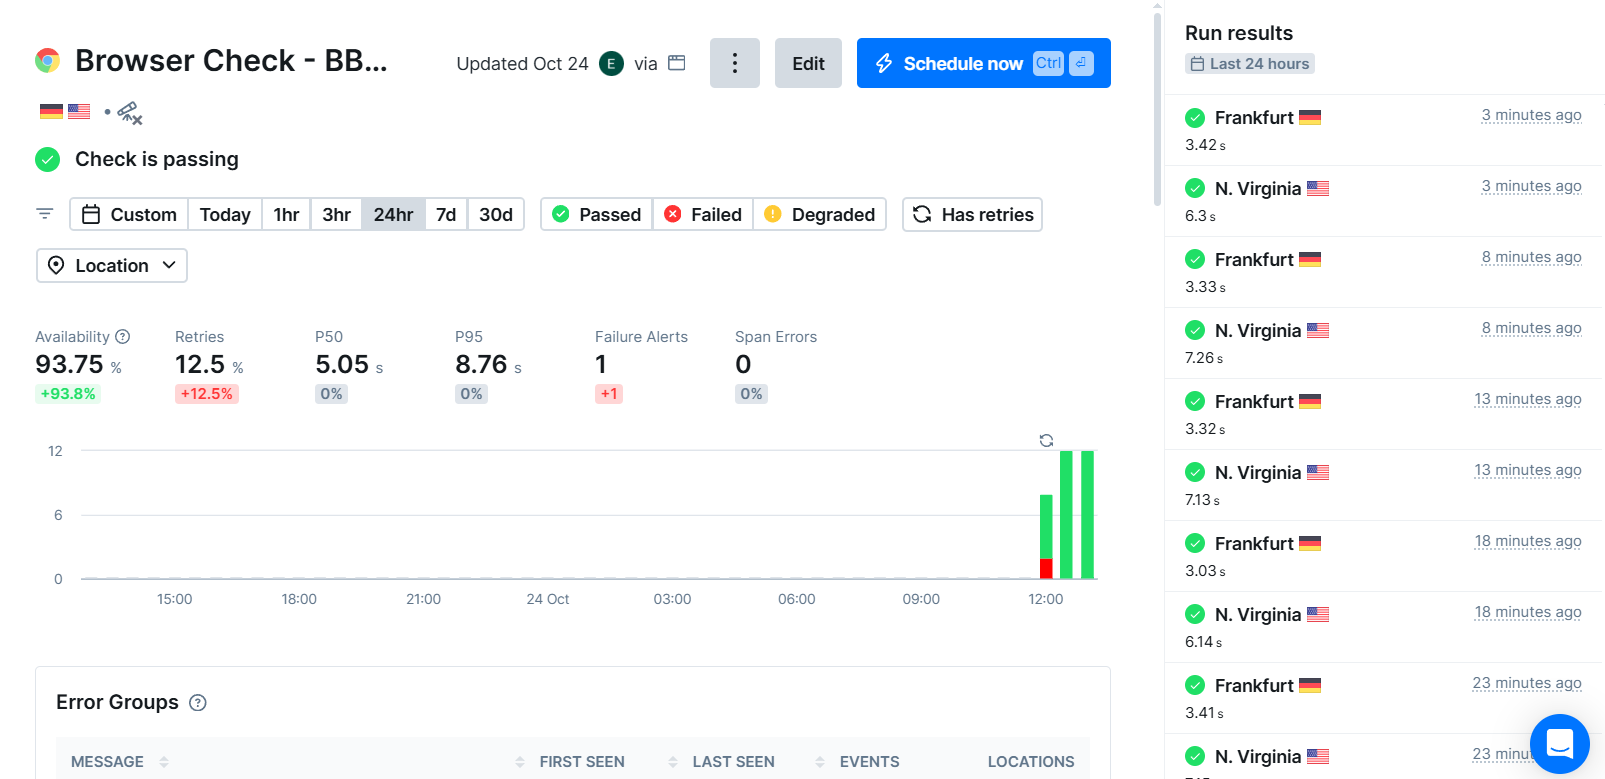 Browser Check - BB...
Updated Oct 24 E via
Edit
Schedule now Ctrl ⏎
Check is passing
Custom Today 1hr 3hr 24hr 7d 30d Passed Failed Degraded Has retries
Location
Availability Retries P50 P95 Failure Alerts Span Errors
93.75 % 12.5 % 5.05 s 8.76 s 1 0
+93.8% +12.5% 0% 0% +1 0%
12
6
0
15:00 18:00 21:00 24 Oct 03:00 06:00 09:00 12:00
Error Groups
MESSAGE FIRST SEEN LAST SEEN EVENTS LOCATIONS
Run results
Last 24 hours
Frankfurt 3 minutes ago
3.42 s
N. Virginia 3 minutes ago
6.3 s
Frankfurt 8 minutes ago
3.33 s
N. Virginia 8 minutes ago
7.26 s
Frankfurt 13 minutes ago
3.32 s
N. Virginia 13 minutes ago
7.13 s
Frankfurt 18 minutes ago
3.03 s
N. Virginia 18 minutes ago
6.14 s
Frankfurt 23 minutes ago
3.41 s
N. Virginia 23